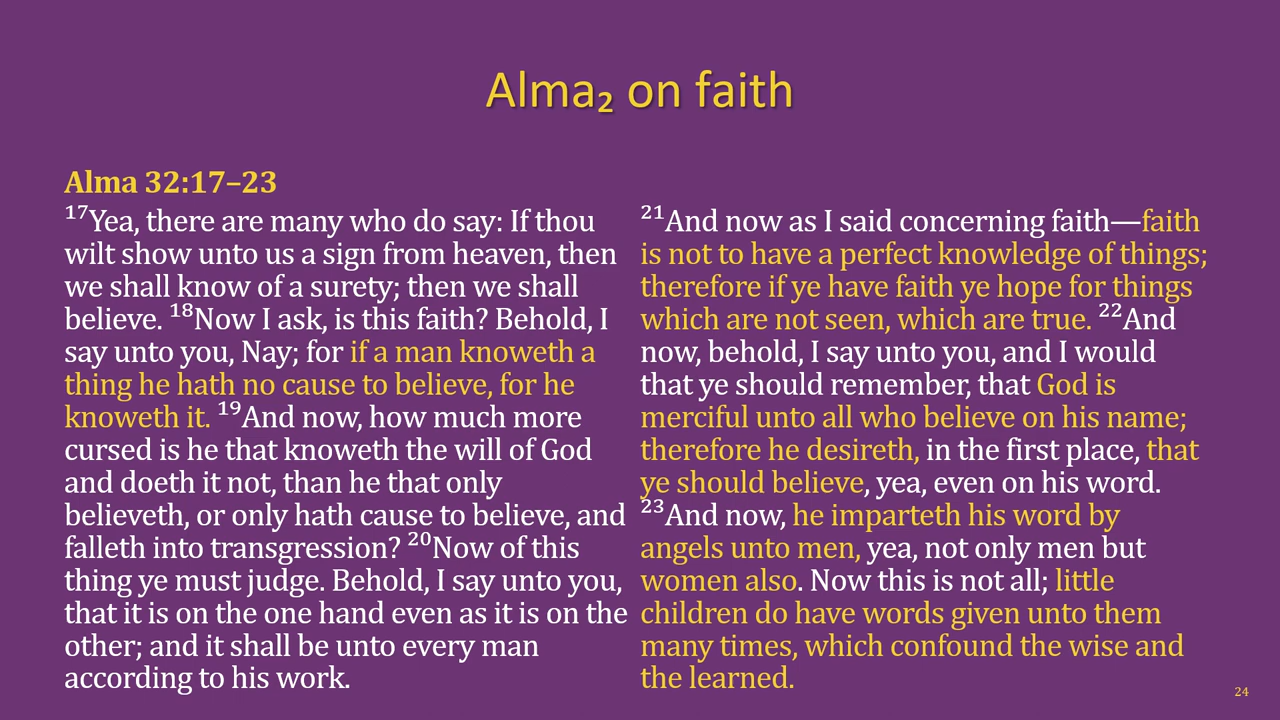 Alma₂ on faith
Alma 32:17–23
¹⁷Yea, there are many who do say: If thou
wilt show unto us a sign from heaven, then
we shall know of a surety; then we shall
believe. ¹⁸Now I ask, is this faith? Behold, I
say unto you, Nay; for if a man knoweth a
thing he hath no cause to believe, for he
knoweth it. ¹⁹And now, how much more
cursed is he that knoweth the will of God
and doeth it not, than he that only
believeth, or only hath cause to believe, and
falleth into transgression? ²⁰Now of this
thing ye must judge. Behold, I say unto you,
that it is on the one hand even as it is on the
other; and it shall be unto every man
according to his work.
²¹And now as I said concerning faith—faith
is not to have a perfect knowledge of things;
therefore if ye have faith ye hope for things
which are not seen, which are true. ²²And
now, behold, I say unto you, and I would
that ye should remember, that God is
merciful unto all who believe on his name;
therefore he desireth, in the first place, that
ye should believe, yea, even on his word.
²³And now, he imparteth his word by
angels unto men, yea, not only men but
women also. Now this is not all; little
children do have words given unto them
many times, which confound the wise and
the learned.
24